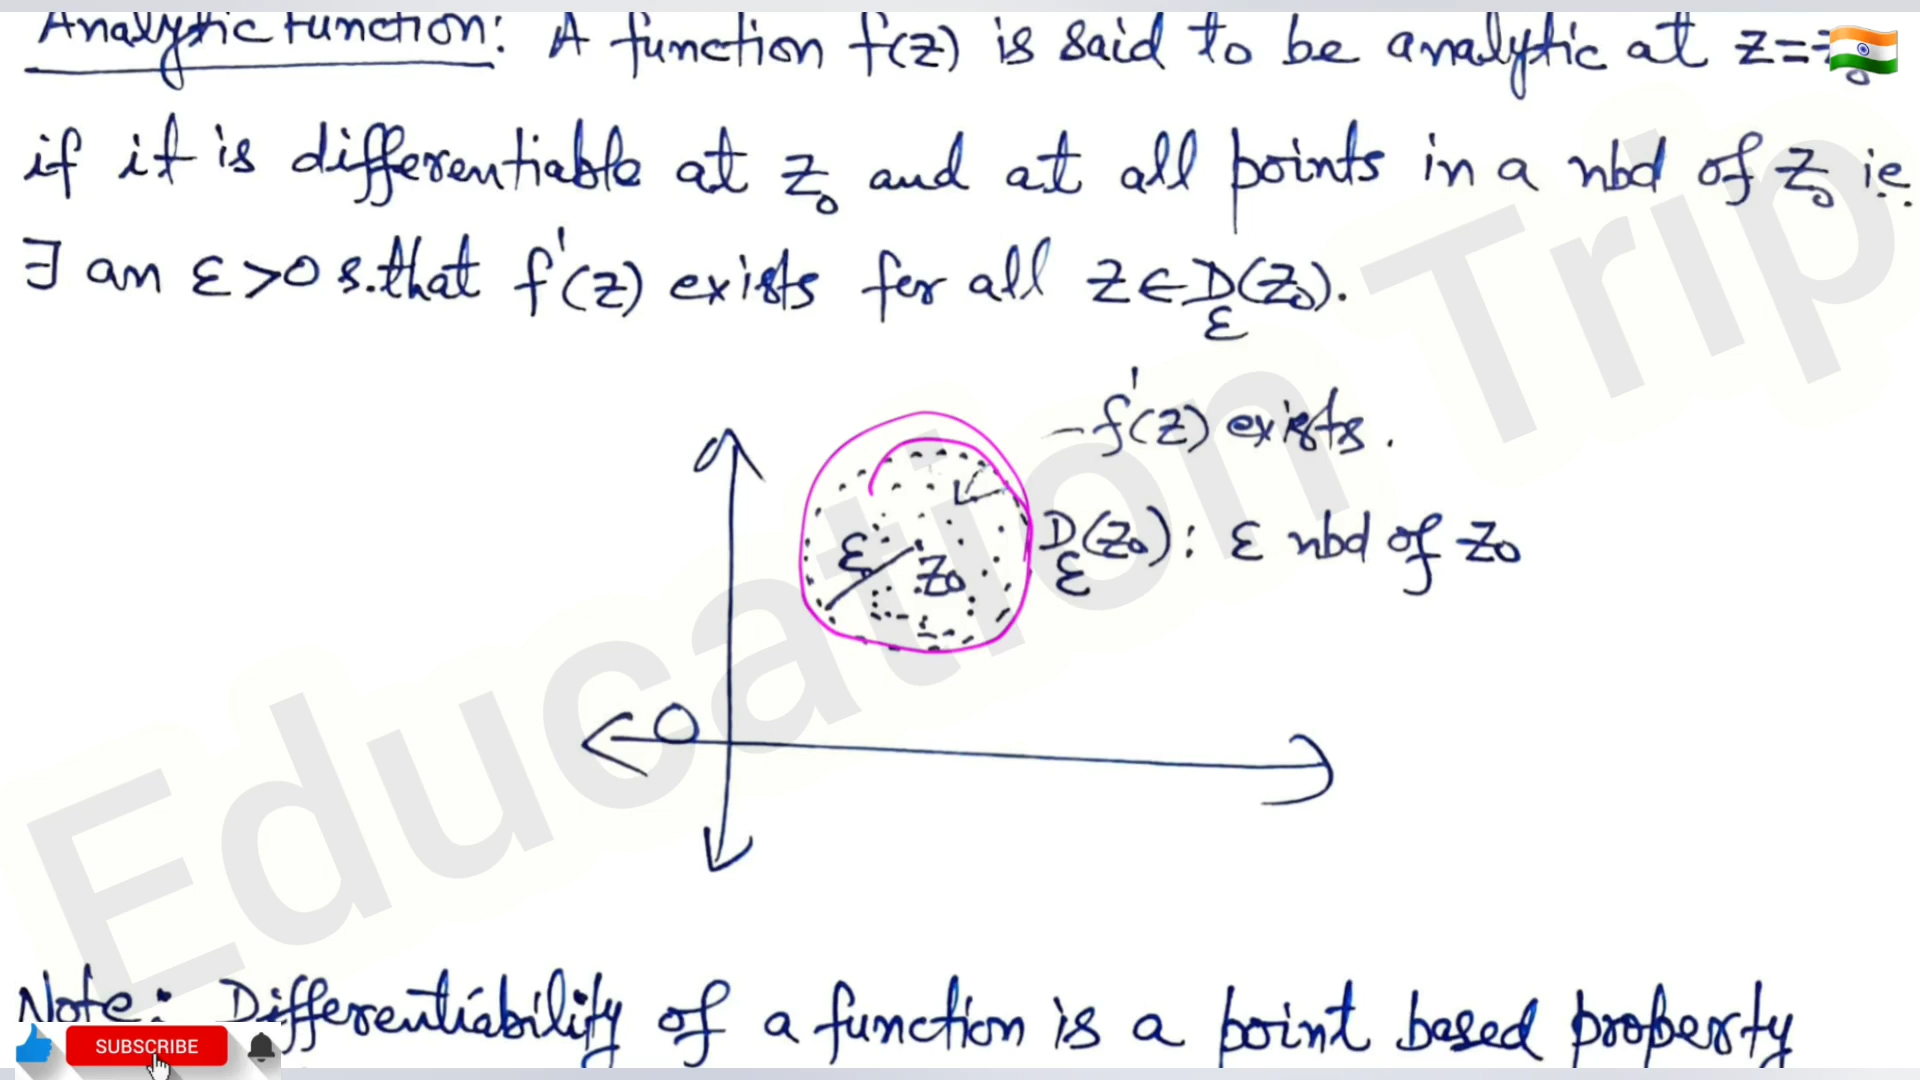 Analytic Function: A function f(z) is said to be analytic at z=z₀
if it is differentiable at z₀ and at all points in a nbd of z₀ ie.
∃ an ε>0 s.that f'(z) exists for all z∈D_ε(z₀).
-f'(z) exists.
D_ε(z₀): ε nbd of z₀
ε z₀
O
Note: Differentiability of a function is a point based property
SUBSCRIBE
Education Trip